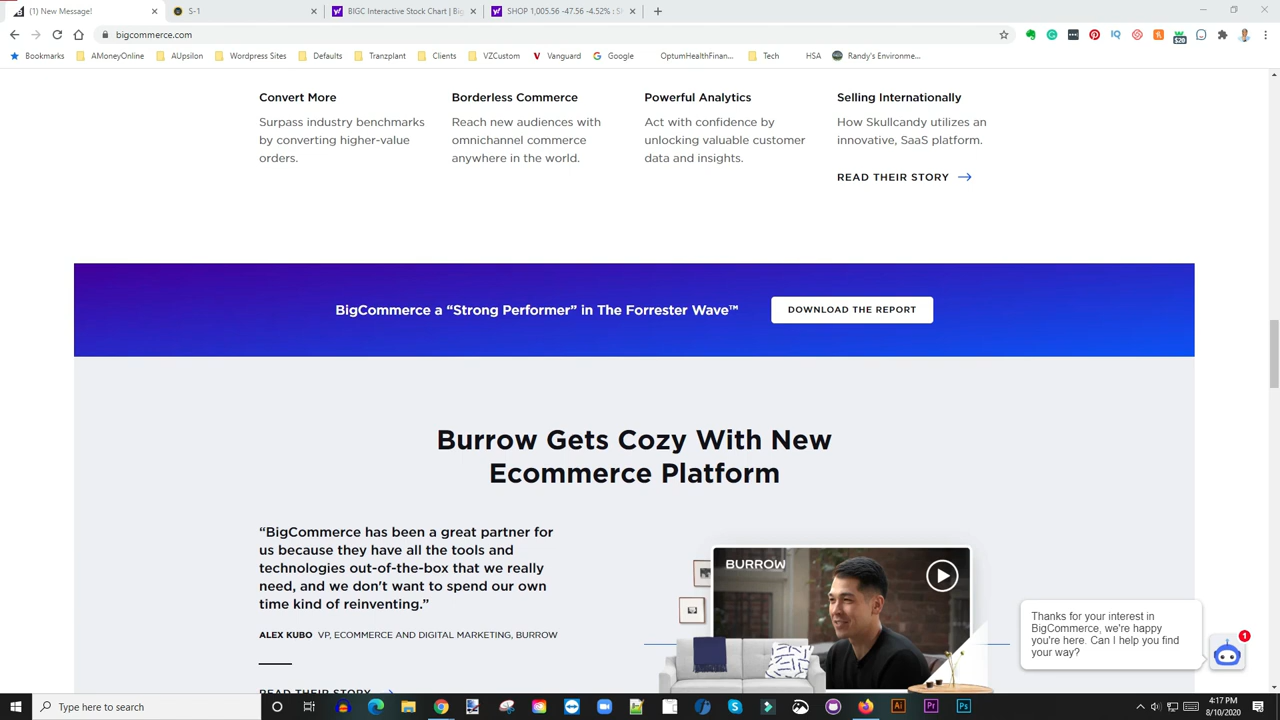 (1) New Message!
S-1
BIGC Interactive Stock Chart | Big
SHOP 1,005.56 -47.56 -4.52% : SH
bigcommerce.com
Bookmarks
AMoneyOnline
AUpsilon
Wordpress Sites
Defaults
Tranzplant
Clients
VZCustom
Vanguard
Google
OptumHealthFinan...
Tech
HSA
Randy's Environme...
Convert More
Surpass industry benchmarks
by converting higher-value
orders.
Borderless Commerce
Reach new audiences with
omnichannel commerce
anywhere in the world.
Powerful Analytics
Act with confidence by
unlocking valuable customer
data and insights.
Selling Internationally
How Skullcandy utilizes an
innovative, SaaS platform.
READ THEIR STORY
BigCommerce a “Strong Performer” in The Forrester Wave™
DOWNLOAD THE REPORT
Burrow Gets Cozy With New
Ecommerce Platform
“BigCommerce has been a great partner for
us because they have all the tools and
technologies out-of-the-box that we really
need, and we don't want to spend our own
time kind of reinventing.”
ALEX KUBO VP, ECOMMERCE AND DIGITAL MARKETING, BURROW
READ THEIR STORY
BURROW
Thanks for your interest in
BigCommerce, we're happy
you're here. Can I help you find
your way?
1
Type here to search
4:17 PM
8/10/2020